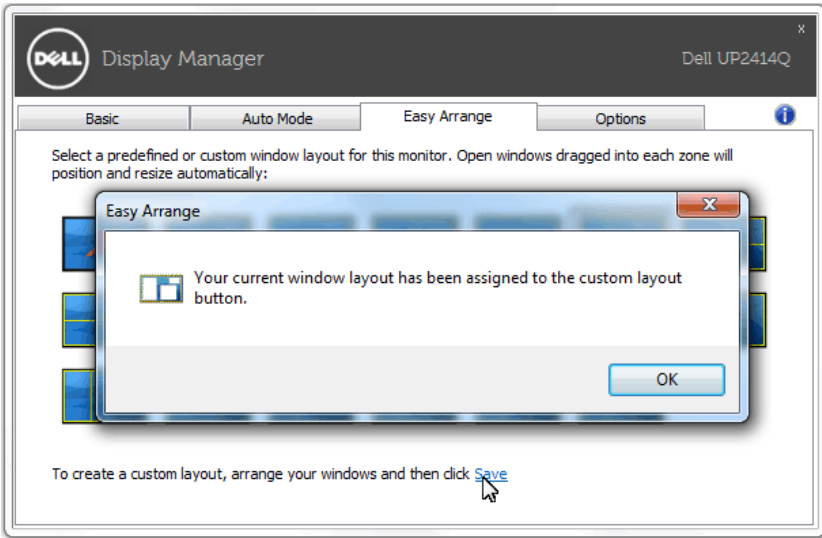 DELL
Display Manager
x
Dell UP2414Q
Basic
Auto Mode
Easy Arrange
Options
i
Select a predefined or custom window layout for this monitor. Open windows dragged into each zone will
position and resize automatically:
Easy Arrange
x
Your current window layout has been assigned to the custom layout
button.
OK
To create a custom layout, arrange your windows and then click Save